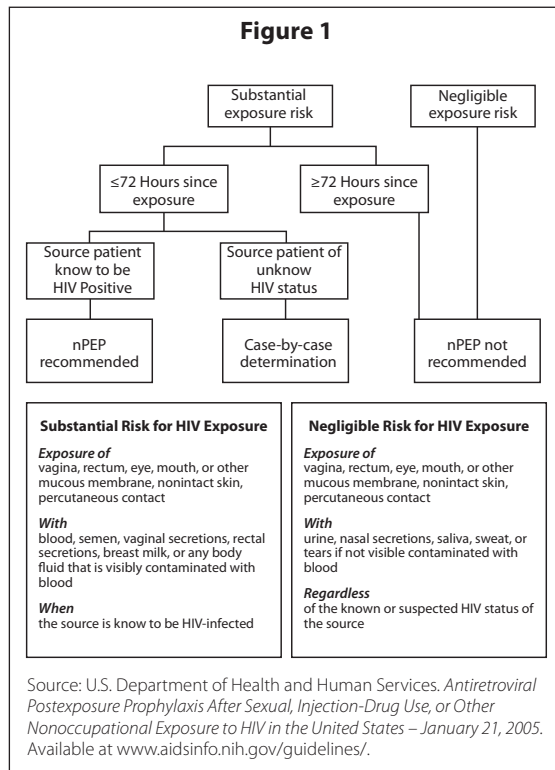 Figure 1
Substantial
exposure risk
Negligible
exposure risk
≤72 Hours since
exposure
≥72 Hours since
exposure
Source patient
know to be
HIV Positive
Source patient of
unknow
HIV status
nPEP
recommended
Case-by-case
determination
nPEP not
recommended
Substantial Risk for HIV Exposure
Exposure of
vagina, rectum, eye, mouth, or other
mucous membrane, nonintact skin,
percutaneous contact
With
blood, semen, vaginal secretions, rectal
secretions, breast milk, or any body
fluid that is visibly contaminated with
blood
When
the source is know to be HIV-infected
Negligible Risk for HIV Exposure
Exposure of
vagina, rectum, eye, mouth, or other
mucous membrane, nonintact skin,
percutaneous contact
With
urine, nasal secretions, saliva, sweat, or
tears if not visible contaminated with
blood
Regardless
of the known or suspected HIV status of
the source
Source: U.S. Department of Health and Human Services. Antiretroviral
Postexposure Prophylaxis After Sexual, Injection-Drug Use, or Other
Nonoccupational Exposure to HIV in the United States – January 21, 2005.
Available at www.aidsinfo.nih.gov/guidelines/.